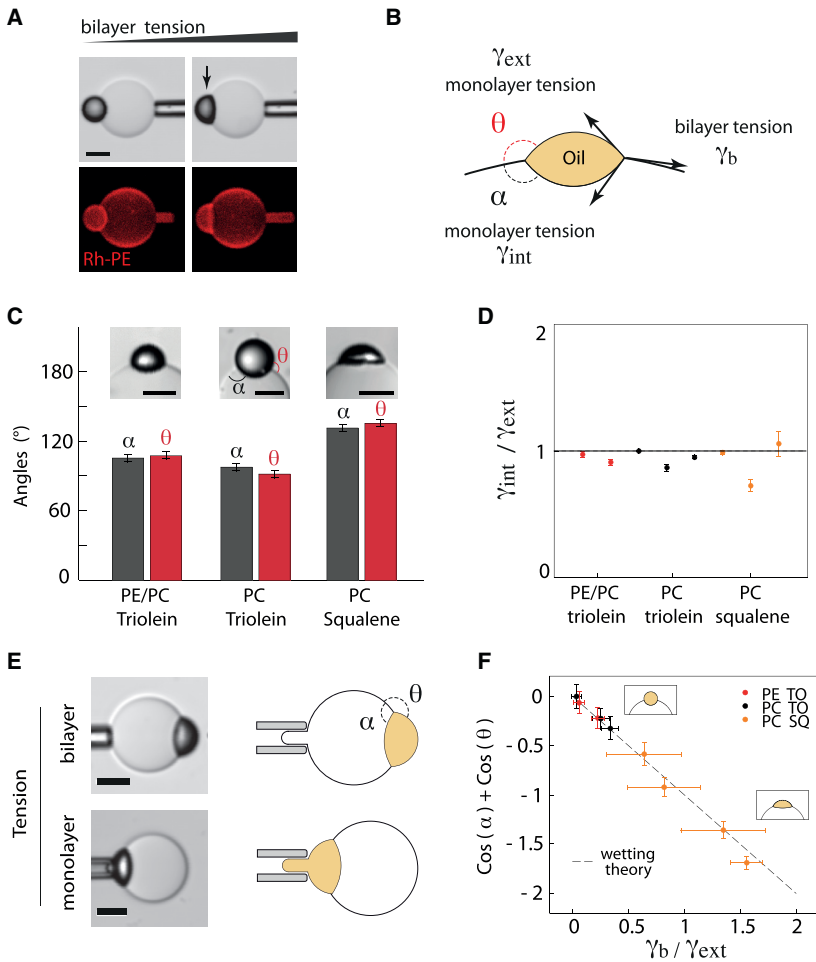 A
bilayer tension
Rh-PE
B
γext
monolayer tension
θ
Oil
bilayer tension
γb
α
monolayer tension
γint
C
Angles (°)
180
120
60
0
α
θ
α
θ
α
θ
α
θ
PE/PC
Triolein
PC
Triolein
PC
Squalene
D
γint / γext
2
1
0
PE/PC
triolein
PC
triolein
PC
squalene
E
Tension
bilayer
monolayer
θ
α
F
Cos(α) + Cos(θ)
0
- 0.5
- 1
- 1.5
- 2
PE TO
PC TO
PC SQ
wetting
theory
0
0.5
1
1.5
2
γb / γext